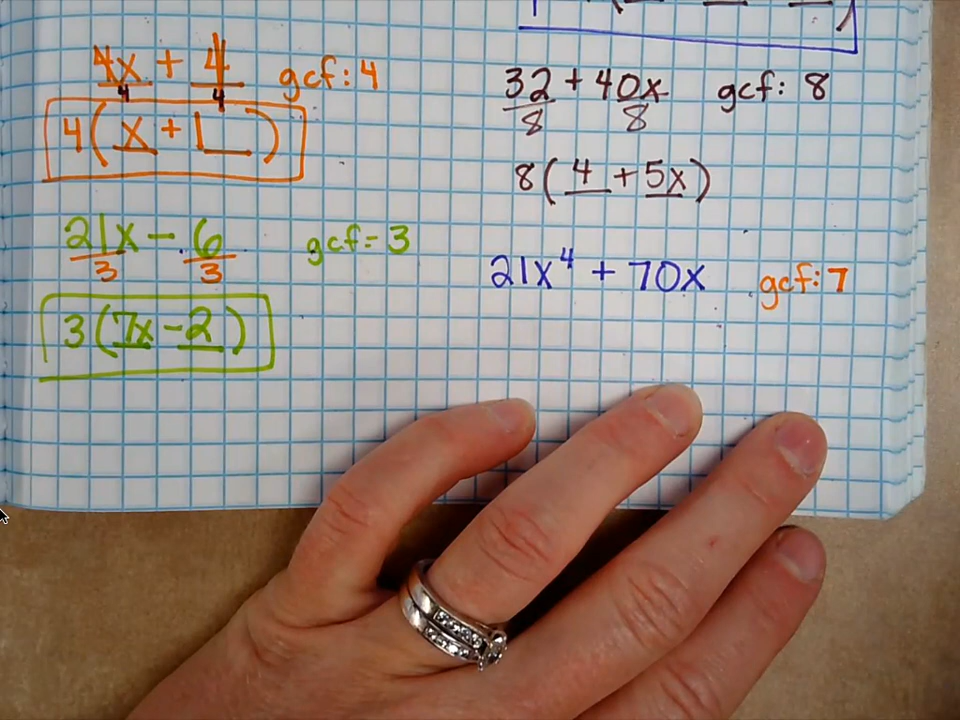 4x + 4 gcf: 4
4 4
4( x + 1 )
21x - 6 gcf= 3
3 3
3( 7x - 2 )
32 + 40x gcf: 8
8 8
8( 4 + 5x )
21x⁴ + 70x gcf: 7